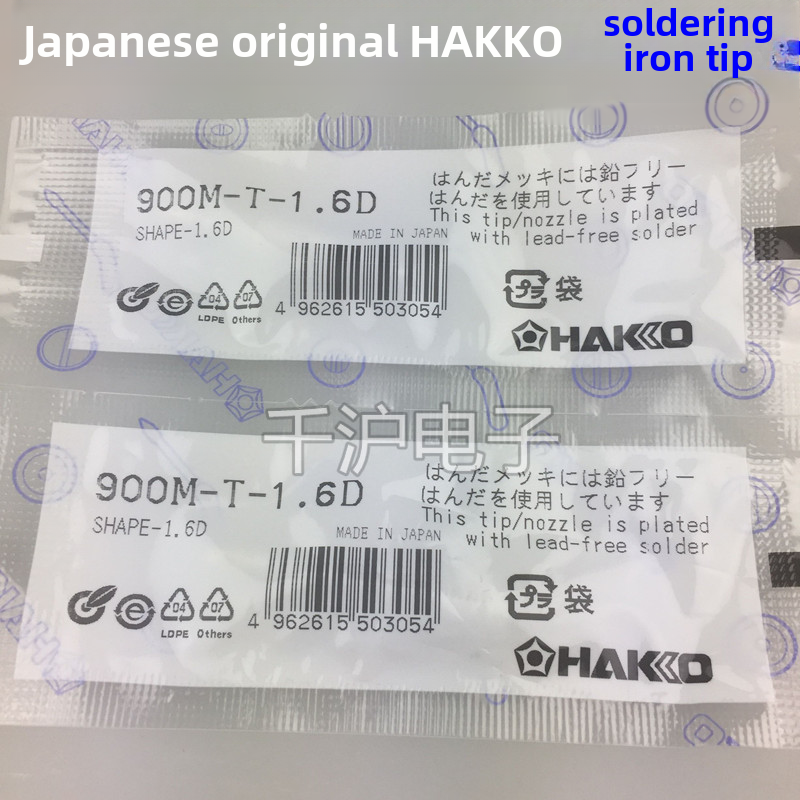 Japanese original HAKKO
soldering
iron tip
900M-T-1.6D
SHAPE-1.6D
MADE IN JAPAN
はんだメッキには鉛フリー
はんだを使用しています
This tip/nozzle is plated
with lead-free solder
04
07
LDPE
Others
4 962615 503054
プラ
袋
HAKKO
HAKKO
千沪电子
900M-T-1.6D
SHAPE-1.6D
MADE IN JAPAN
はんだメッキには鉛フリー
はんだを使用しています
This tip/nozzle is plated
with lead-free solder
04
07
LDPE
Others
4 962615 503054
プラ
袋
HAKKO